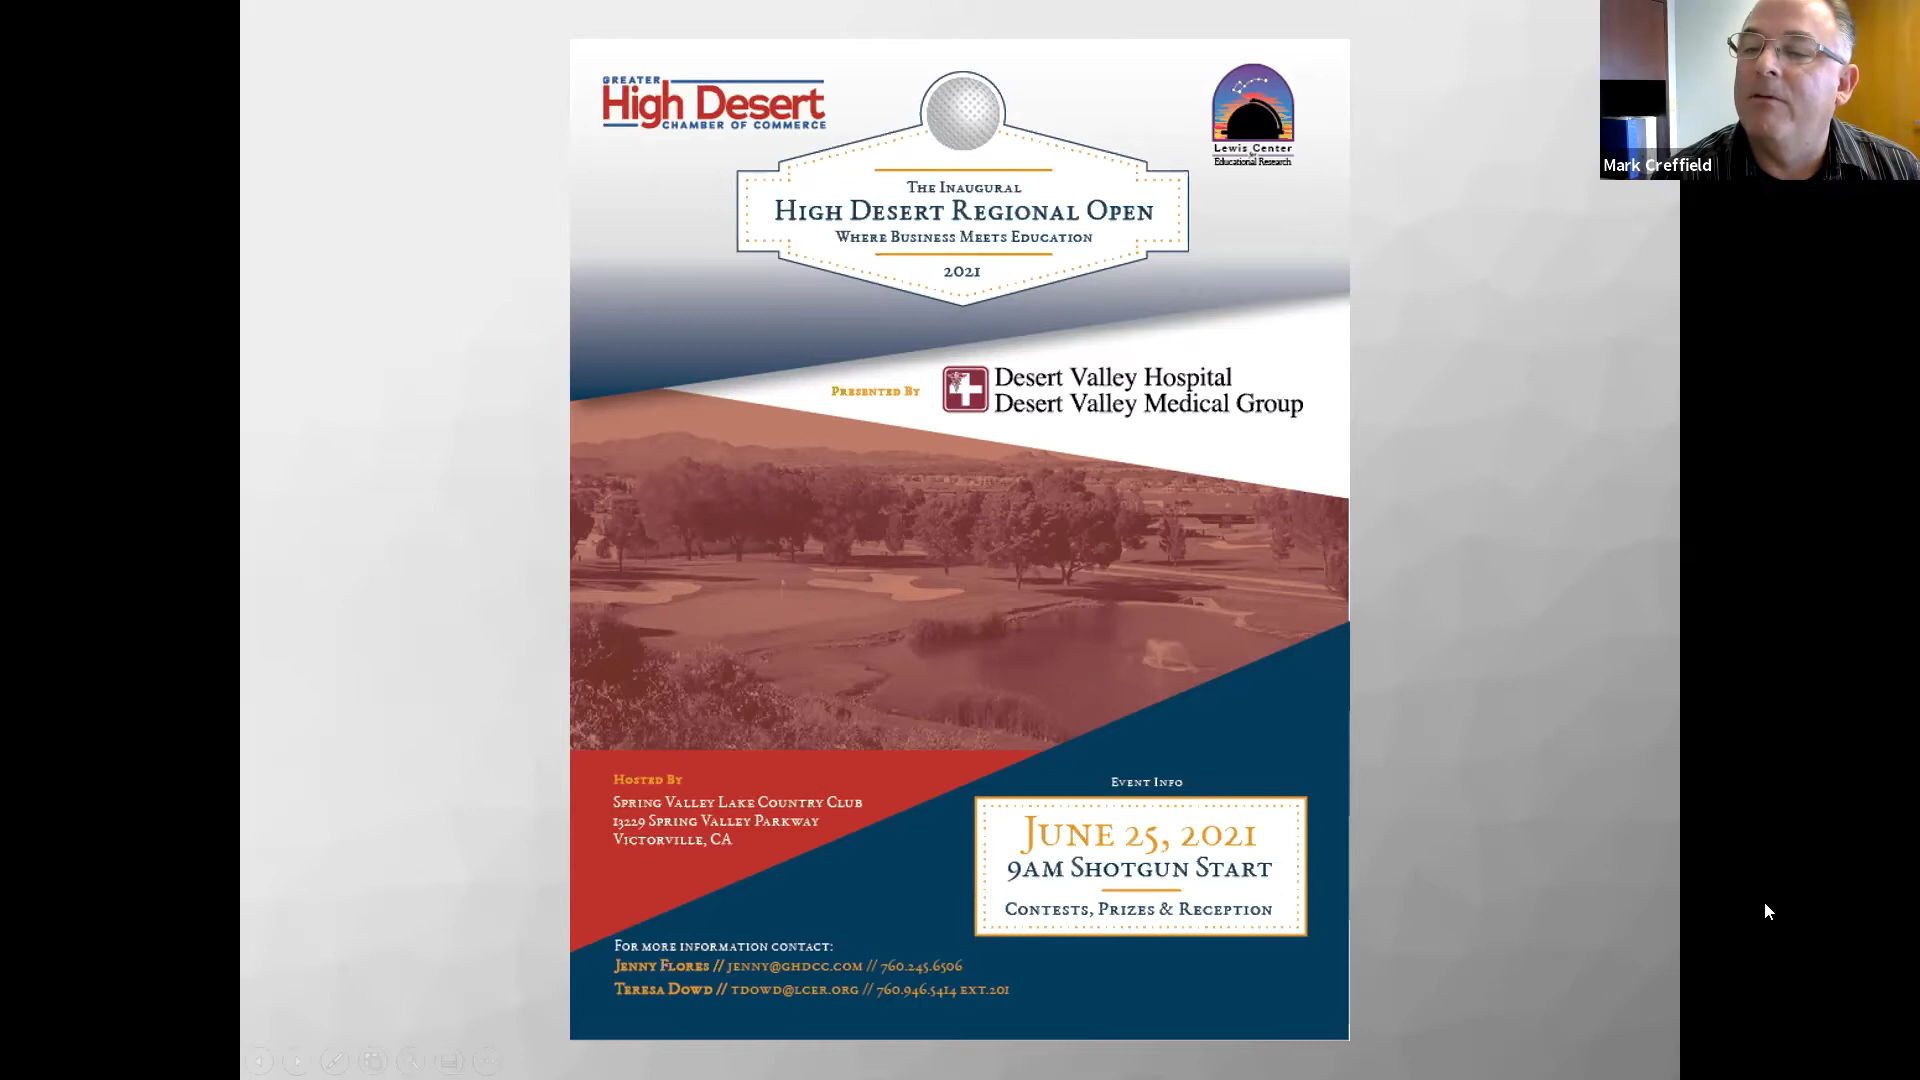 GREATER
High Desert
CHAMBER OF COMMERCE
Lewis Center
for
Educational Research
Mark Creffield
The Inaugural
High Desert Regional Open
Where Business Meets Education
2021
Presented By
Desert Valley Hospital
Desert Valley Medical Group
Hosted By
Spring Valley Lake Country Club
13229 Spring Valley Parkway
Victorville, CA
Event Info
June 25, 2021
9AM Shotgun Start
Contests, Prizes & Reception
For more information contact:
Jenny Flores // jenny@ghdcc.com // 760.245.6506
Teresa Dowd // tdowd@lcer.org // 760.946.5414 ext.201